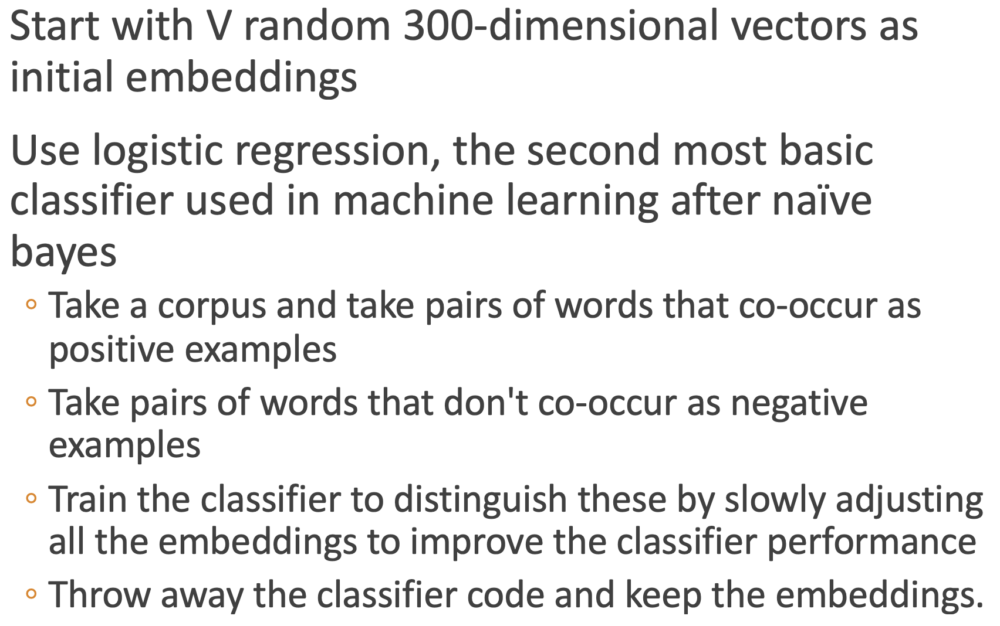 Start with V random 300-dimensional vectors as
initial embeddings
Use logistic regression, the second most basic
classifier used in machine learning after naïve
bayes
◦ Take a corpus and take pairs of words that co-occur as
positive examples
◦ Take pairs of words that don't co-occur as negative
examples
◦ Train the classifier to distinguish these by slowly adjusting
all the embeddings to improve the classifier performance
◦ Throw away the classifier code and keep the embeddings.